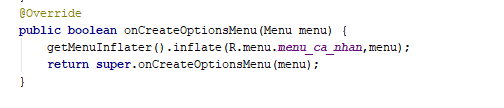 @Override
public boolean onCreateOptionsMenu(Menu menu) {
    getMenuInflater().inflate(R.menu.menu_ca_nhan,menu);
    return super.onCreateOptionsMenu(menu);
}